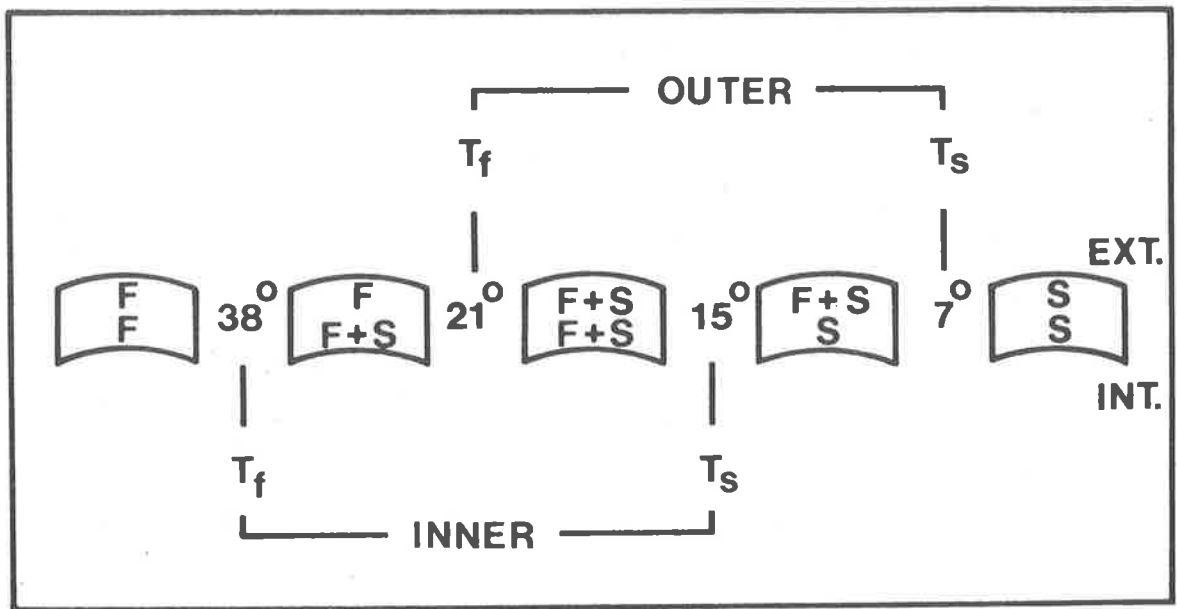 OUTER
Tf Ts
EXT.
F F F+S F+S S
38° 21° 15° 7°
F F+S F+S S S
INT.
Tf Ts
INNER